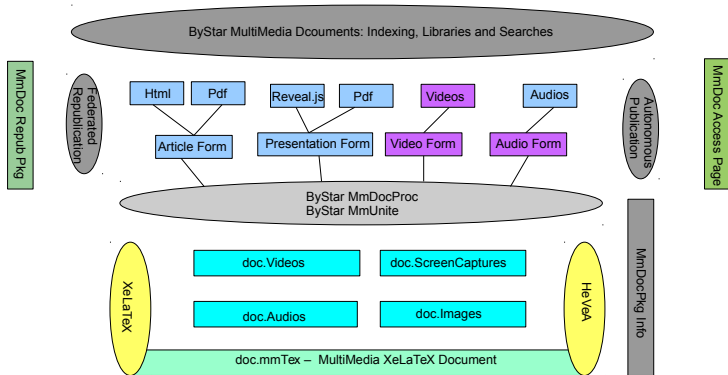 ByStar MultiMedia Dcouments: Indexing, Libraries and Searches
MmDoc Repub Pkg
Federated
Republication
Html
Pdf
Reveal.js
Pdf
Videos
Audios
Autonomous
Publication
MmDoc Access Page
Article Form
Presentation Form
Video Form
Audio Form
ByStar MmDocProc
ByStar MmUnite
XeLaTeX
doc.Videos
doc.ScreenCaptures
HeVeA
MmDocPkg Info
doc.Audios
doc.Images
doc.mmTex – MultiMedia XeLaTeX Document